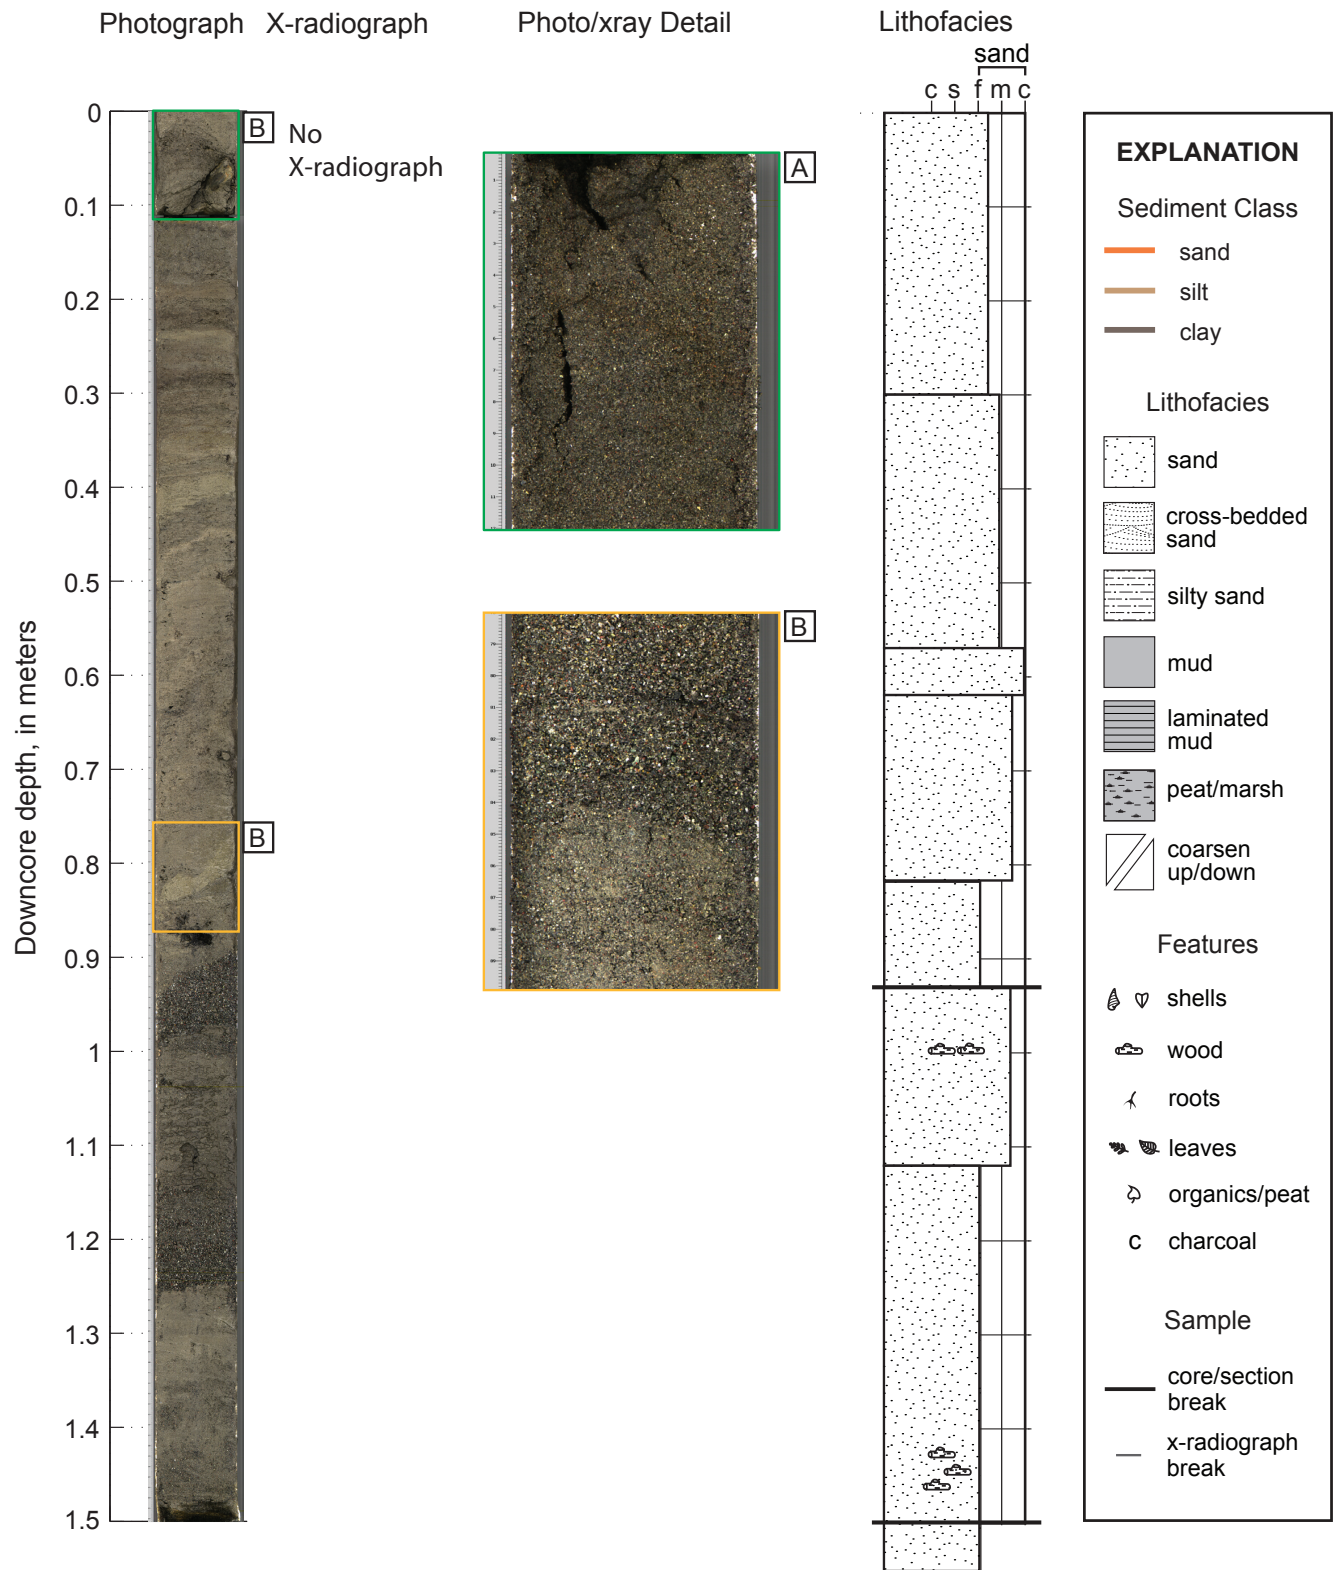 Photograph X-radiograph Photo/xray Detail Lithofacies
sand
c s f m c
Downcore depth, in meters
0
0.1
0.2
0.3
0.4
0.5
0.6
0.7
0.8
0.9
1
1.1
1.2
1.3
1.4
1.5
B
No
X-radiograph
B
A
B
EXPLANATION
Sediment Class
sand
silt
clay
Lithofacies
sand
cross-bedded
sand
silty sand
mud
laminated
mud
peat/marsh
coarsen
up/down
Features
shells
wood
roots
leaves
organics/peat
c charcoal
Sample
core/section
break
x-radiograph
break